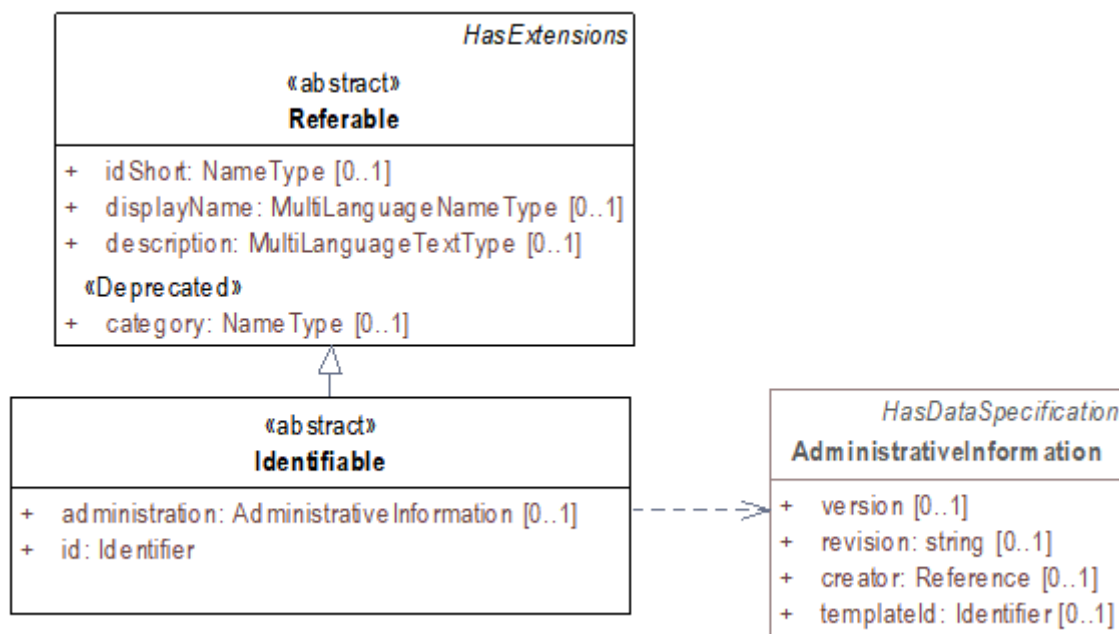 HasExtensions
«abstract»
Referable
+ idShort: NameType [0..1]
+ displayName: MultiLanguageNameType [0..1]
+ description: MultiLanguageTextType [0..1]
«Deprecated»
+ category: NameType [0..1]
«abstract»
Identifiable
+ administration: AdministrativeInformation [0..1]
+ id: Identifier
HasDataSpecification
AdministrativeInformation
+ version [0..1]
+ revision: string [0..1]
+ creator: Reference [0..1]
+ templateId: Identifier [0..1]